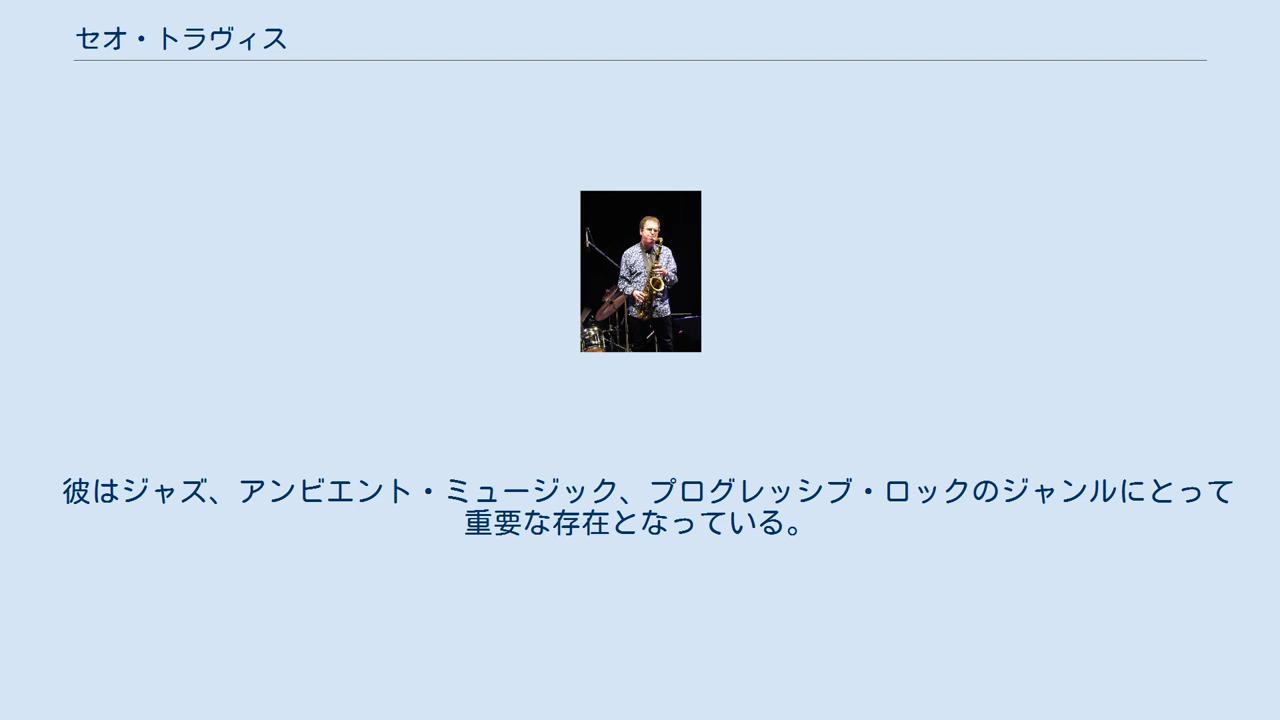 セオ・トラヴィス
彼はジャズ、アンビエント・ミュージック、プログレッシブ・ロックのジャンルにとって
重要な存在となっている。